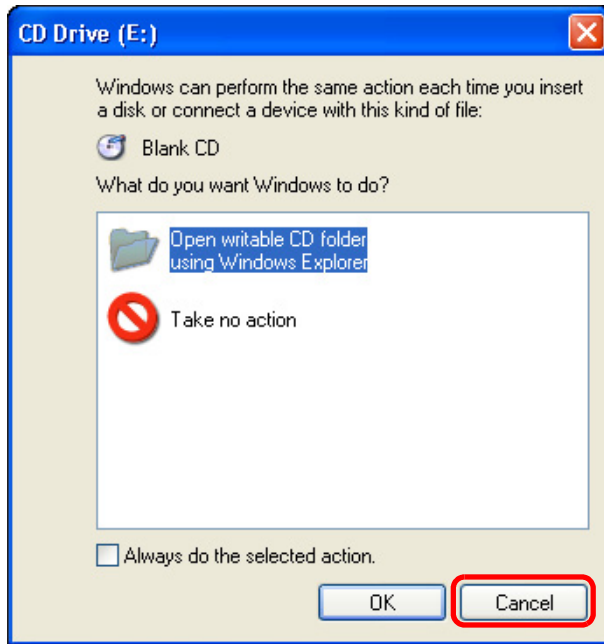 CD Drive (E:)
Windows can perform the same action each time you insert
a disk or connect a device with this kind of file:
Blank CD
What do you want Windows to do?
Open writable CD folder
using Windows Explorer
Take no action
Always do the selected action.
OK
Cancel